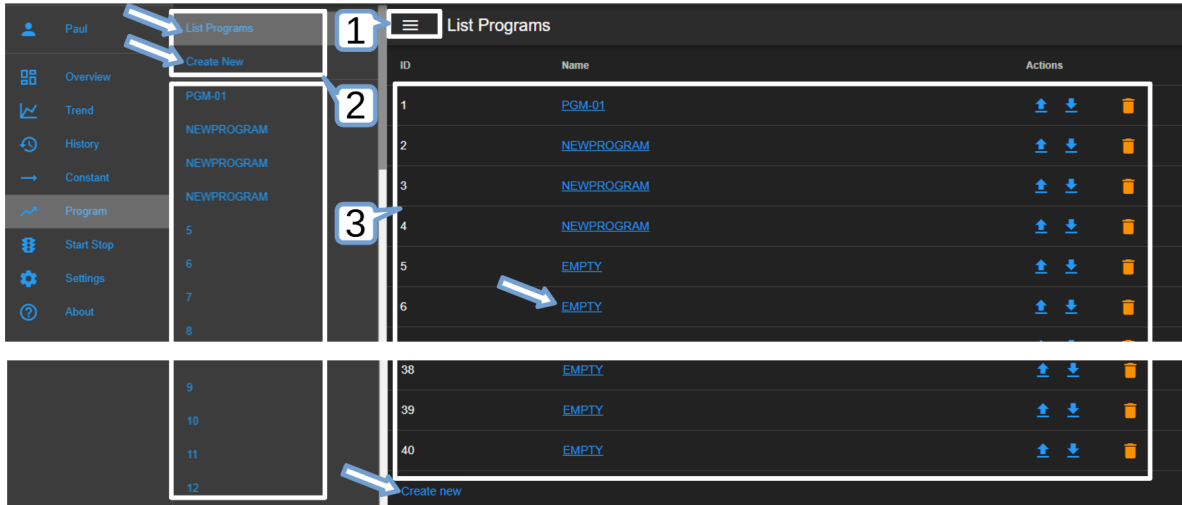 Paul
Overview
Trend
History
Constant
Program
Start Stop
Settings
About
List Programs
Create New
PGM-01
NEWPROGRAM
NEWPROGRAM
NEWPROGRAM
5
6
7
8
9
10
11
12
1
2
3
List Programs
ID Name Actions
1 PGM-01
2 NEWPROGRAM
3 NEWPROGRAM
4 NEWPROGRAM
5 EMPTY
6 EMPTY
38 EMPTY
39 EMPTY
40 EMPTY
Create new